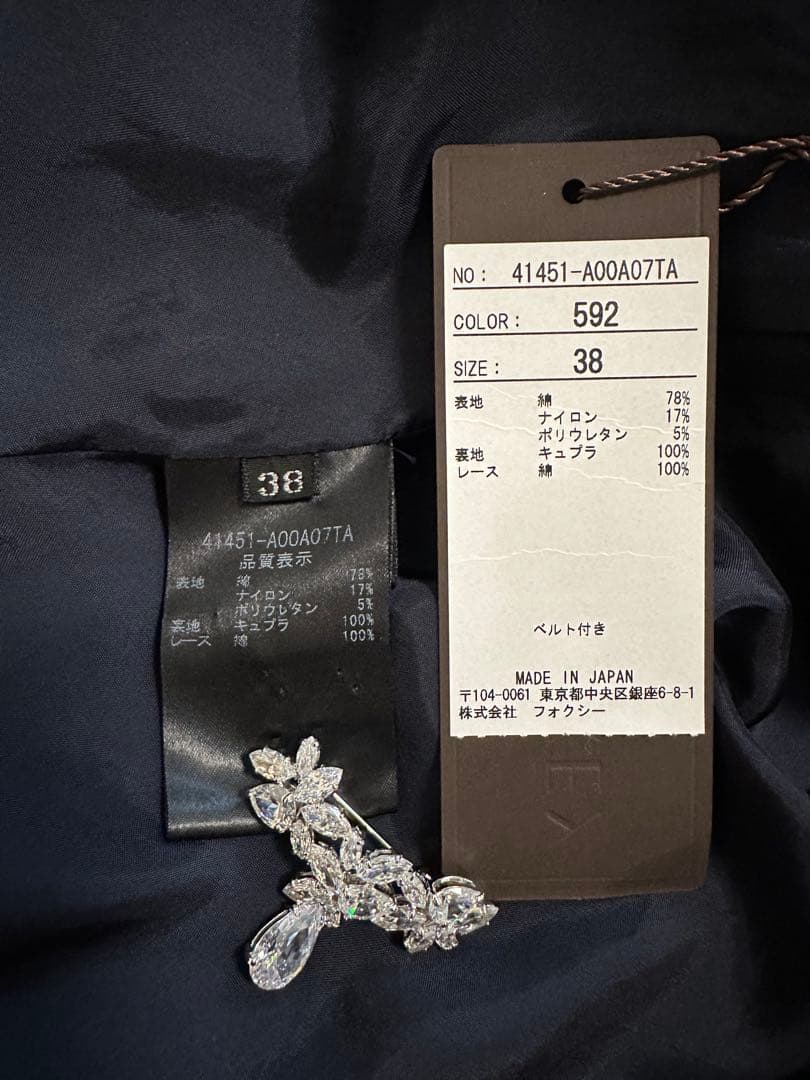 NO: 41451-A00A07TA
COLOR: 592
SIZE: 38
表地 綿 78%
ナイロン 17%
ポリウレタン 5%
裏地 キュプラ 100%
レース 綿 100%
ベルト付き
MADE IN JAPAN
〒104-0061 東京都中央区銀座6-8-1
株式会社 フォクシー
38
41451-A00A07TA
品質表示
表地 綿 78%
ナイロン 17%
ポリウレタン 5%
裏地 キュプラ 100%
レース 綿 100%